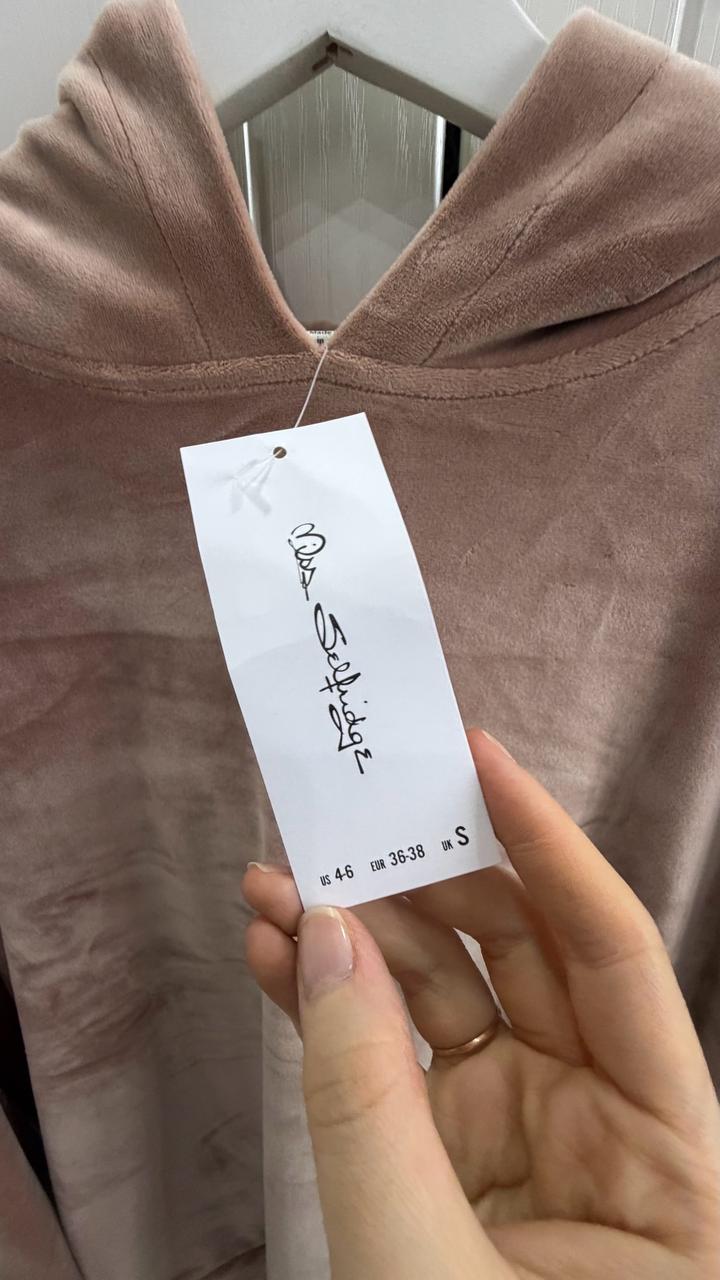 Miss Selfridge
US 4-6 EUR 36-38 UK S